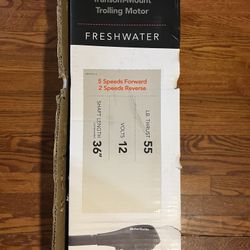 Transom-Mount
Trolling Motor
FRESHWATER
5 Speeds Forward
2 Speeds Reverse
LB. THRUST 55
VOLTS 12
SHAFT LENGTH 36"